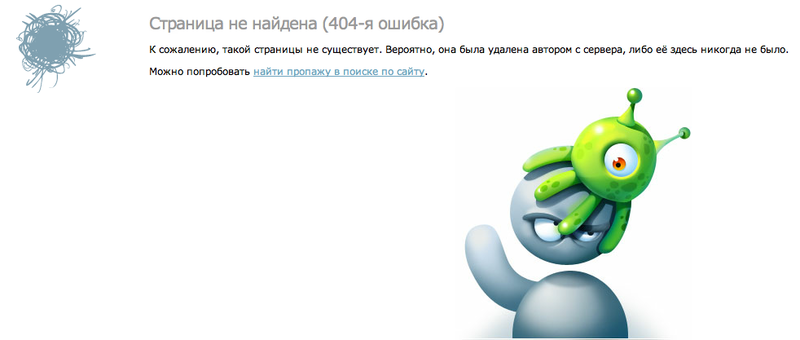 Страница не найдена (404-я ошибка)
К сожалению, такой страницы не существует. Вероятно, она была удалена автором с сервера, либо её здесь никогда не было.
Можно попробовать найти пропажу в поиске по сайту.